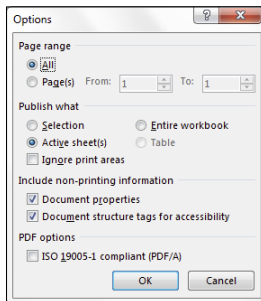 Options
Page range
All
Page(s) From: 1 To: 1
Publish what
Selection Entire workbook
Active sheet(s) Table
Ignore print areas
Include non-printing information
Document properties
Document structure tags for accessibility
PDF options
ISO 19005-1 compliant (PDF/A)
OK Cancel